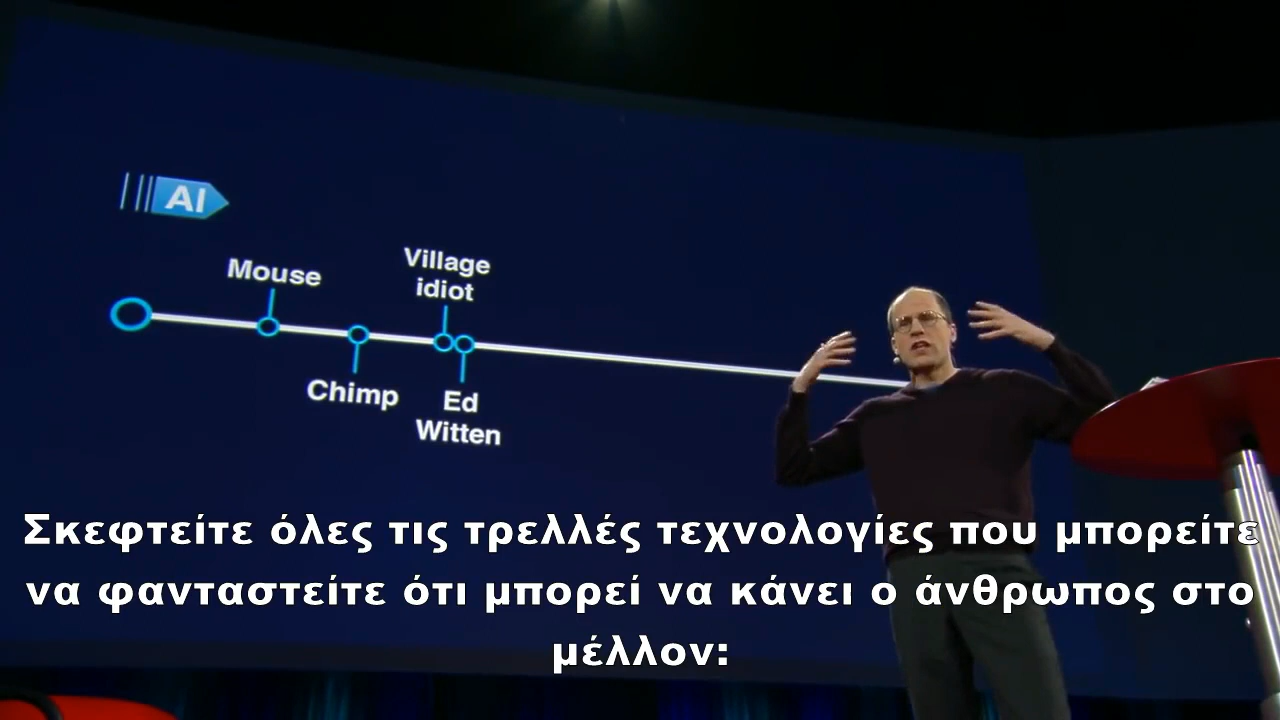 AI
Mouse
Village
idiot
Chimp
Ed
Witten
Σκεφτείτε όλες τις τρελλές τεχνολογίες που μπορείτε
να φανταστείτε ότι μπορεί να κάνει ο άνθρωπος στο
μέλλον: